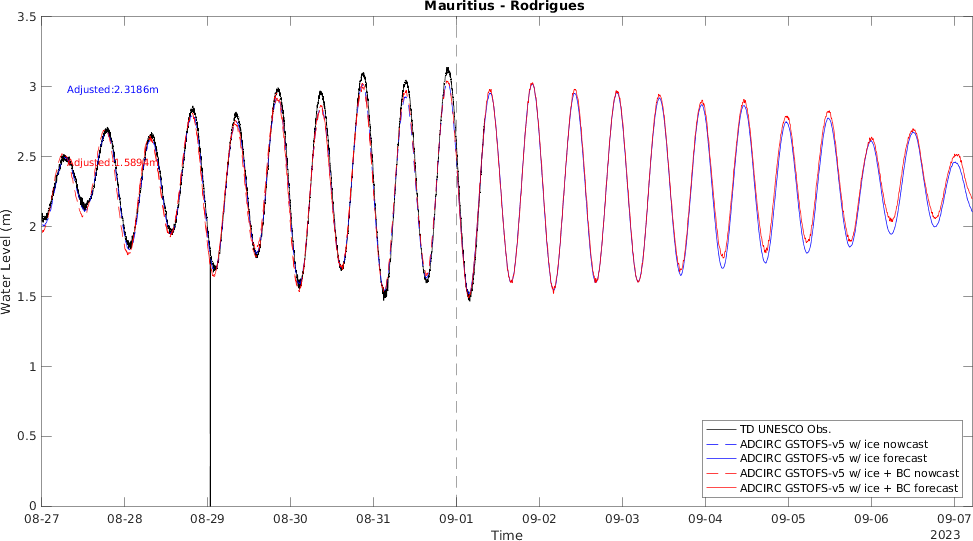 Mauritius - Rodrigues
3.5
3
2.5
2
1.5
1
0.5
0
Water Level (m)
Adjusted:2.3186m
08-27
08-28
08-29
08-30
08-31
09-01
09-02
09-03
09-04
09-05
09-06
09-07
2023
Time
TD UNESCO Obs.
ADCIRC GSTOFS-v5 w/ ice nowcast
ADCIRC GSTOFS-v5 w/ ice forecast
ADCIRC GSTOFS-v5 w/ ice + BC nowcast
ADCIRC GSTOFS-v5 w/ ice + BC forecast